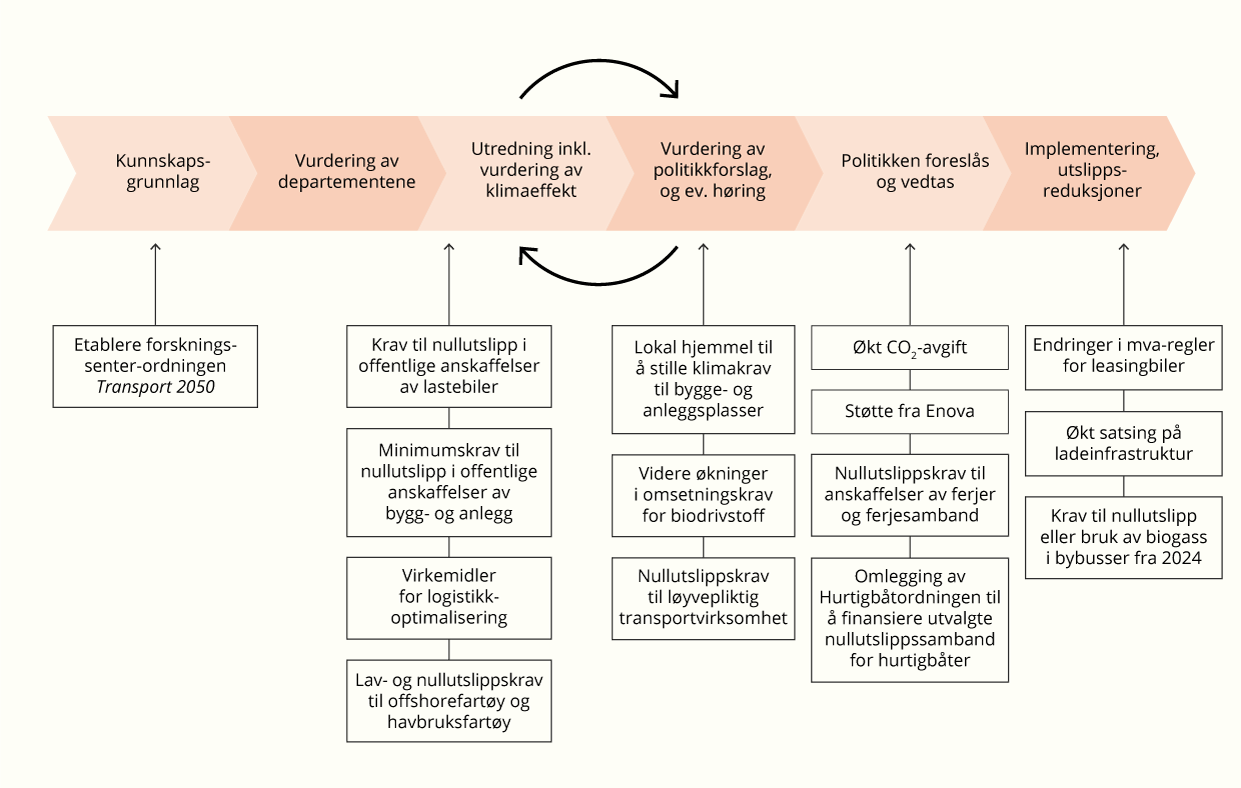 Kunnskaps-
grunnlag
Vurdering av
departementene
Utredning inkl.
vurdering av
klimaeffekt
Vurdering av
politikkforslag,
og ev. høring
Politikken foreslås
og vedtas
Implementering,
utslipps-
reduksjoner
Etablere forsknings-
senter-ordningen
Transport 2050
Krav til nullutslipp i
offentlige anskaffelser
av lastebiler
Minimumskrav til
nullutslipp i offentlige
anskaffelser av
bygg- og anlegg
Virkemidler
for logistikk-
optimalisering
Lav- og nullutslippskrav
til offshorefartøy og
havbruksfartøy
Lokal hjemmel til
å stille klimakrav
til bygge- og
anleggsplasser
Videre økninger
i omsetningskrav
for biodrivstoff
Nullutslippskrav
til løyvepliktig
transportvirksomhet
Økt CO₂-avgift
Støtte fra Enova
Nullutslippskrav til
anskaffelser av ferjer
og ferjesamband
Omlegging av
Hurtigbåtordningen til
å finansiere utvalgte
nullutslippssamband
for hurtigbåter
Endringer i mva-regler
for leasingbiler
Økt satsing på
ladeinfrastruktur
Krav til nullutslipp
eller bruk av biogass
i bybusser fra 2024